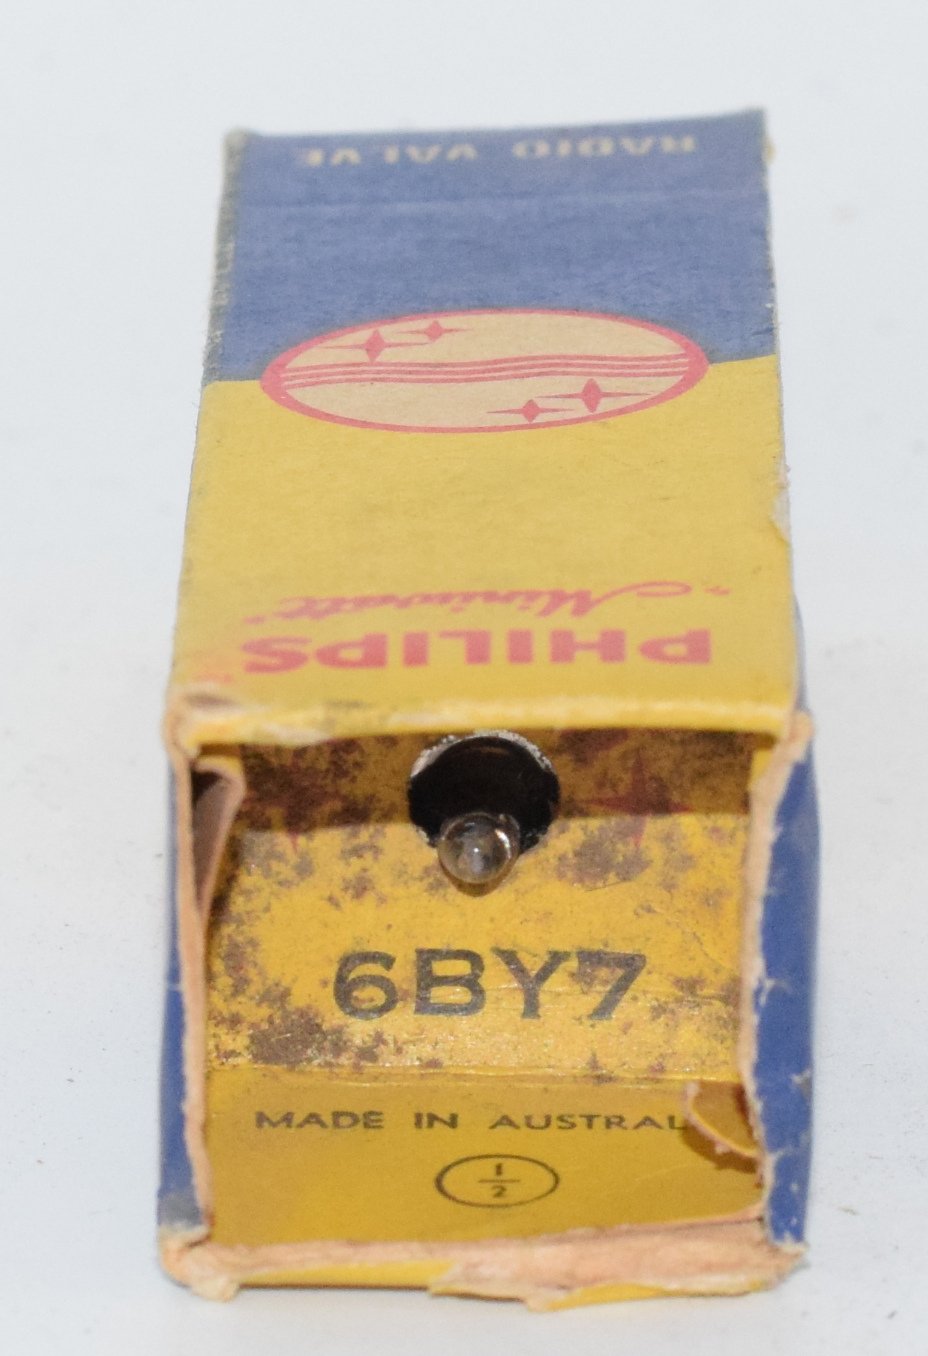 RADIO VALVE
"Miniwatt"
PHILIPS
6BY7
MADE IN AUSTRAL
1/2